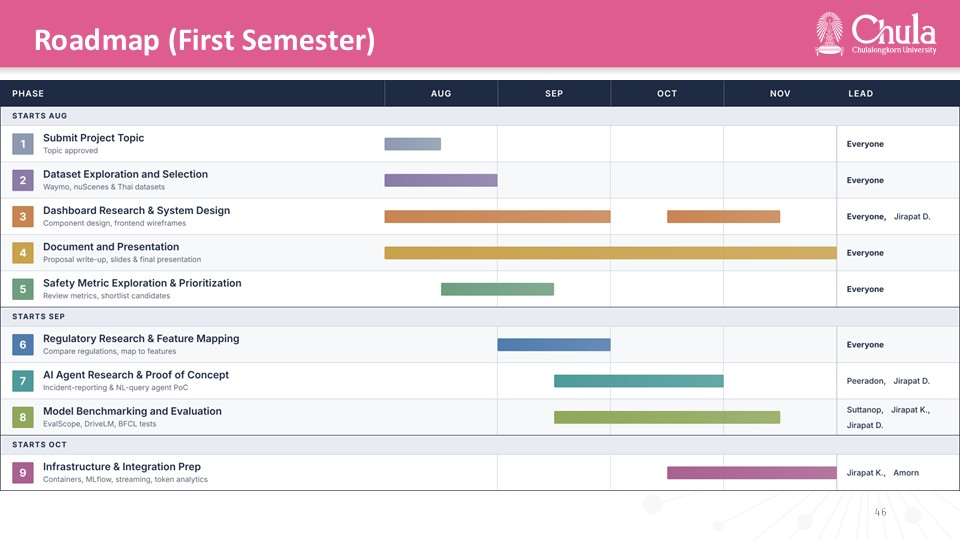 Roadmap (First Semester)
Chula
Chulalongkorn University
PHASE AUG SEP OCT NOV LEAD
STARTS AUG
1 Submit Project Topic
Topic approved
Everyone
2 Dataset Exploration and Selection
Waymo, nuScenes & Thai datasets
Everyone
3 Dashboard Research & System Design
Component design, frontend wireframes
Everyone, Jirapat D.
4 Document and Presentation
Proposal write-up, slides & final presentation
Everyone
5 Safety Metric Exploration & Prioritization
Review metrics, shortlist candidates
Everyone
STARTS SEP
6 Regulatory Research & Feature Mapping
Compare regulations, map to features
Everyone
7 AI Agent Research & Proof of Concept
Incident-reporting & NL-query agent PoC
Peeradon, Jirapat D.
8 Model Benchmarking and Evaluation
EvalScope, DriveLM, BFCL tests
Suttanop, Jirapat K.,
Jirapat D.
STARTS OCT
9 Infrastructure & Integration Prep
Containers, MLflow, streaming, token analytics
Jirapat K., Amorn
46